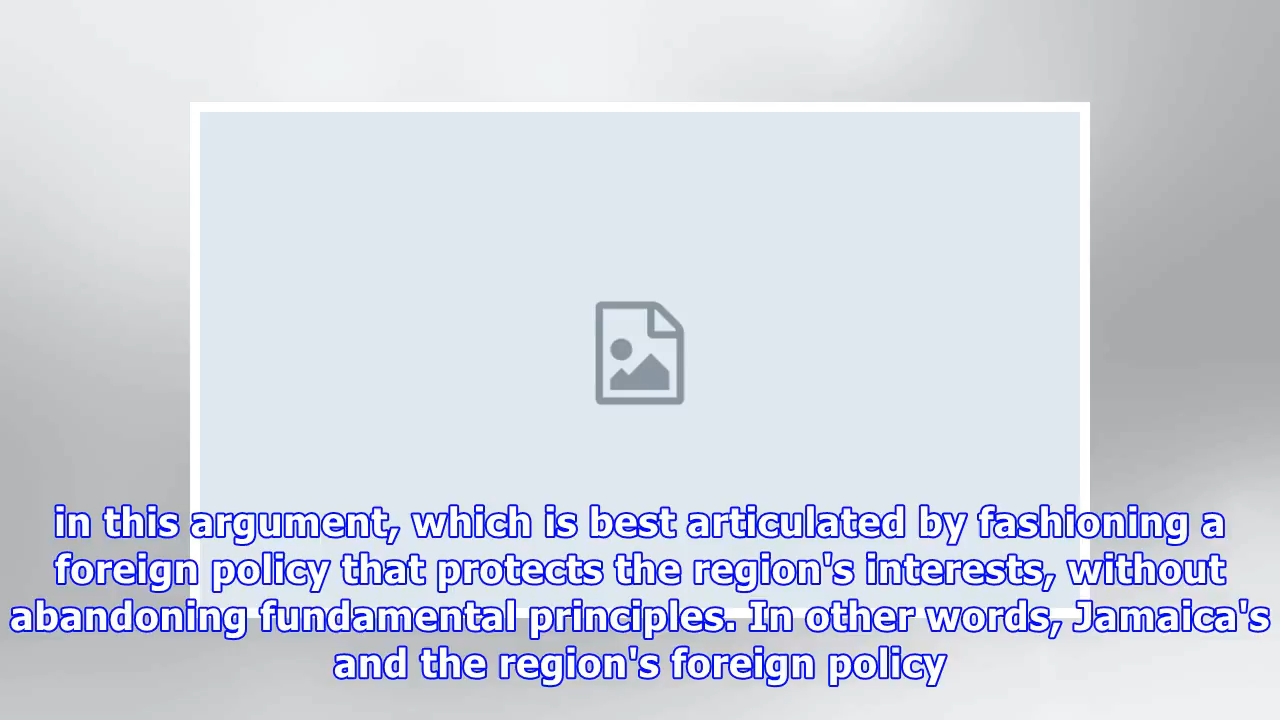 in this argument, which is best articulated by fashioning a
foreign policy that protects the region's interests, without
abandoning fundamental principles. In other words, Jamaica's
and the region's foreign policy